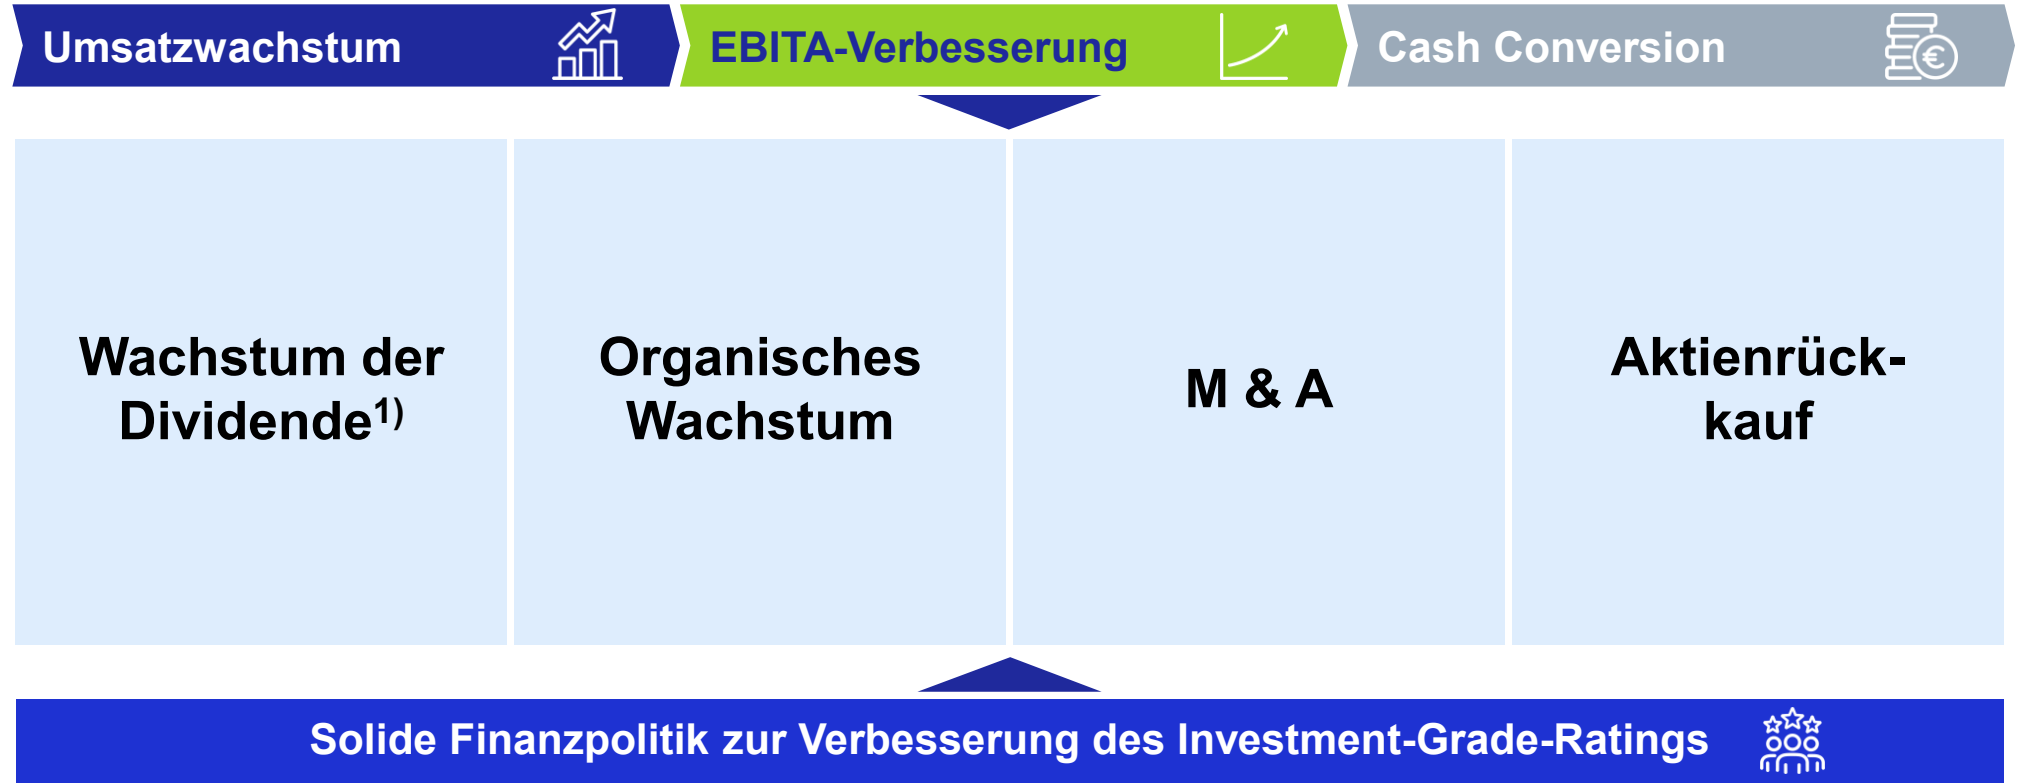 Umsatzwachstum
EBITA-Verbesserung
Cash Conversion
Wachstum der
Dividende¹⁾
Organisches
Wachstum
M & A
Aktienrück-
kauf
Solide Finanzpolitik zur Verbesserung des Investment-Grade-Ratings